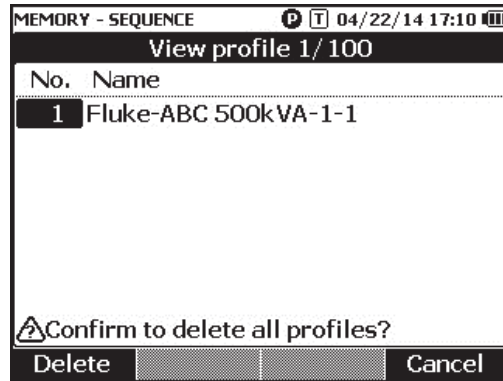 MEMORY - SEQUENCE P T 04/22/14 17:10
View profile 1/100
No. Name
1 Fluke-ABC 500kVA-1-1
?Confirm to delete all profiles?
Delete Cancel